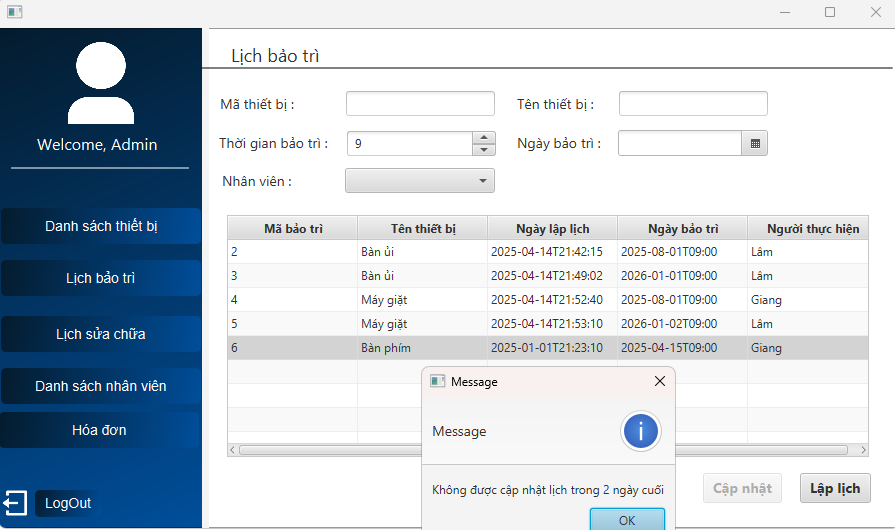 Lịch bảo trì
Welcome, Admin
Danh sách thiết bị
Lịch bảo trì
Lịch sửa chữa
Danh sách nhân viên
Hóa đơn
LogOut
Mã thiết bị :
Tên thiết bị :
Thời gian bảo trì : 9
Ngày bảo trì :
Nhân viên :
Mã bảo trì Tên thiết bị Ngày lập lịch Ngày bảo trì Người thực hiện
2 Bàn ủi 2025-04-14T21:42:15 2025-08-01T09:00 Lâm
3 Bàn ủi 2025-04-14T21:49:02 2026-01-01T09:00 Lâm
4 Máy giặt 2025-04-14T21:52:40 2025-08-01T09:00 Giang
5 Máy giặt 2025-04-14T21:53:10 2026-01-02T09:00 Lâm
6 Bàn phím 2025-01-01T21:23:10 2025-04-15T09:00 Giang
Message
Message
i
Không được cập nhật lịch trong 2 ngày cuối
OK
Cập nhật
Lập lịch